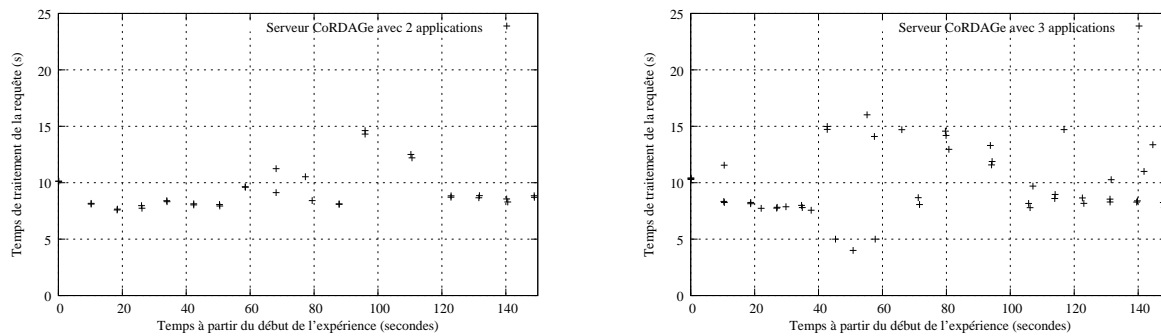 Serveur CoRDAGe avec 2 applications
Temps de traitement de la requête (s)
25
20
15
10
5
0
0 20 40 60 80 100 120 140
Temps à partir du début de l'expérience (secondes)
Serveur CoRDAGe avec 3 applications
Temps de traitement de la requête (s)
25
20
15
10
5
0
0 20 40 60 80 100 120 140
Temps à partir du début de l'expérience (secondes)